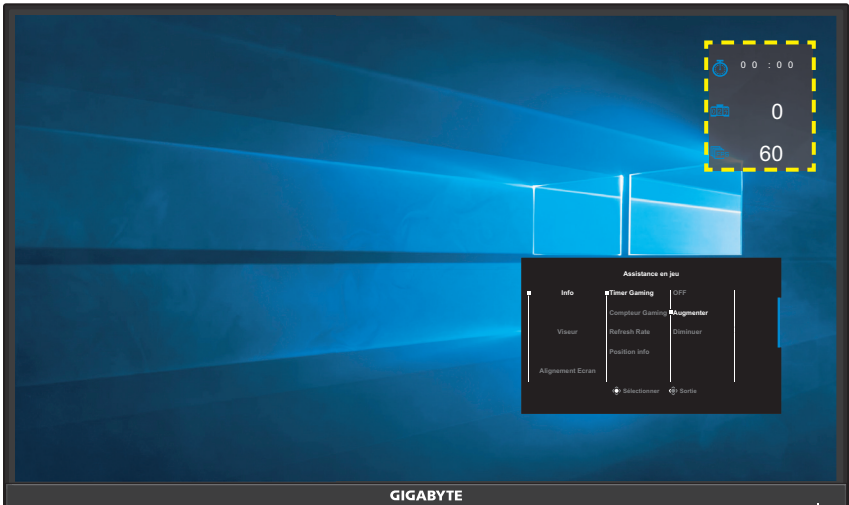 00 :00
0
60
Assistance en jeu
Info Timer Gaming OFF
Compteur Gaming Augmenter
Viseur Refresh Rate Diminuer
Position info
Alignement Ecran
Sélectionner Sortie
GIGABYTE